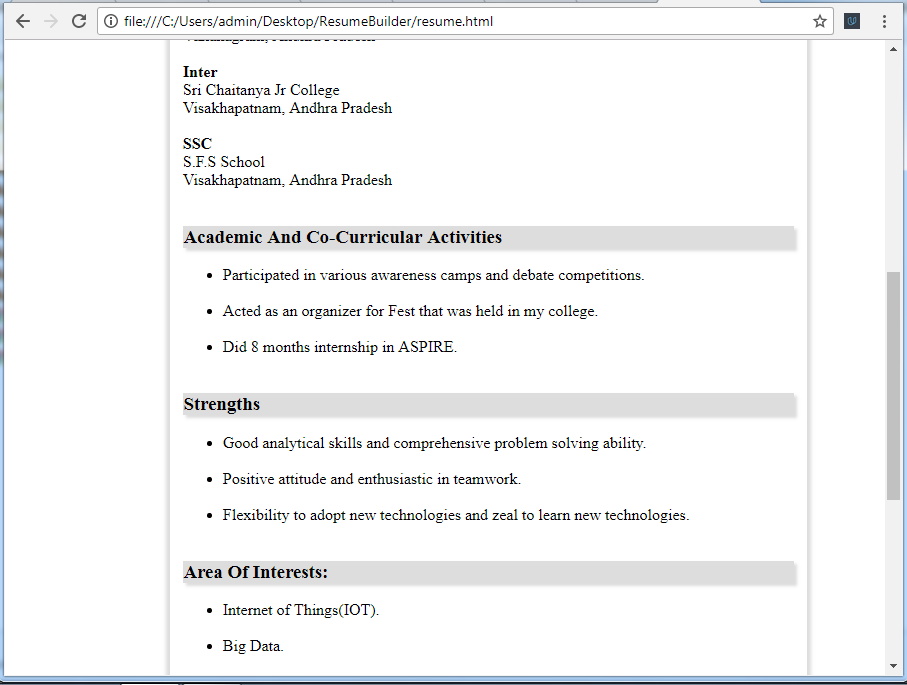 file:///C:/Users/admin/Desktop/ResumeBuilder/resume.html
Inter
Sri Chaitanya Jr College
Visakhapatnam, Andhra Pradesh
SSC
S.F.S School
Visakhapatnam, Andhra Pradesh
Academic And Co-Curricular Activities
Participated in various awareness camps and debate competitions.
Acted as an organizer for Fest that was held in my college.
Did 8 months internship in ASPIRE.
Strengths
Good analytical skills and comprehensive problem solving ability.
Positive attitude and enthusiastic in teamwork.
Flexibility to adopt new technologies and zeal to learn new technologies.
Area Of Interests:
Internet of Things(IOT).
Big Data.